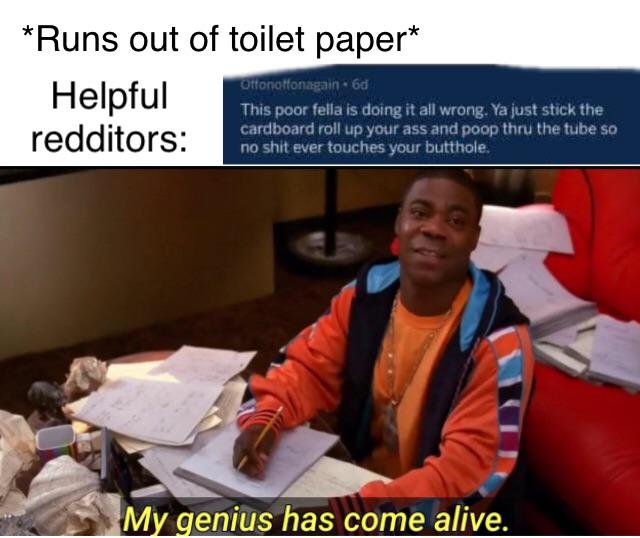 *Runs out of toilet paper*
Helpful
redditors:
Offonoffonagain • 6d
This poor fella is doing it all wrong. Ya just stick the
cardboard roll up your ass and poop thru the tube so
no shit ever touches your butthole.
My genius has come alive.